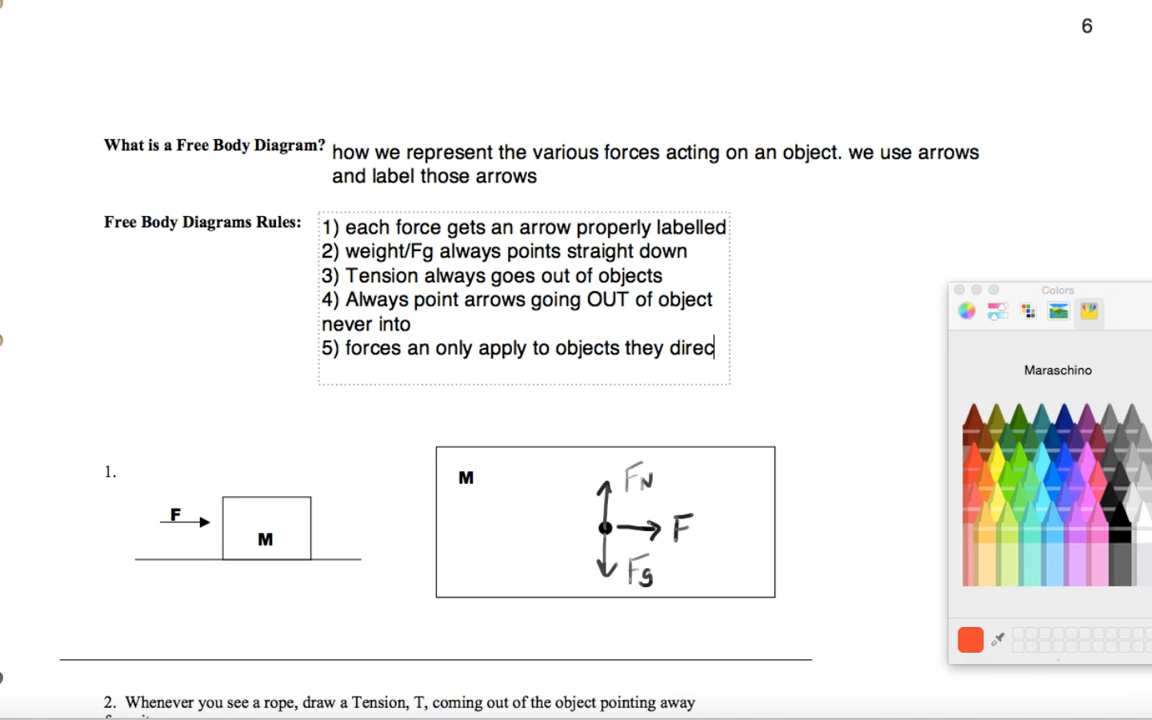 6
What is a Free Body Diagram? how we represent the various forces acting on an object. we use arrows
and label those arrows
Free Body Diagrams Rules: 1) each force gets an arrow properly labelled
2) weight/Fg always points straight down
3) Tension always goes out of objects
4) Always point arrows going OUT of object
never into
5) forces an only apply to objects they direc
Colors
Maraschino
1.
F
M
M
FN
F
Fg
2. Whenever you see a rope, draw a Tension, T, coming out of the object pointing away